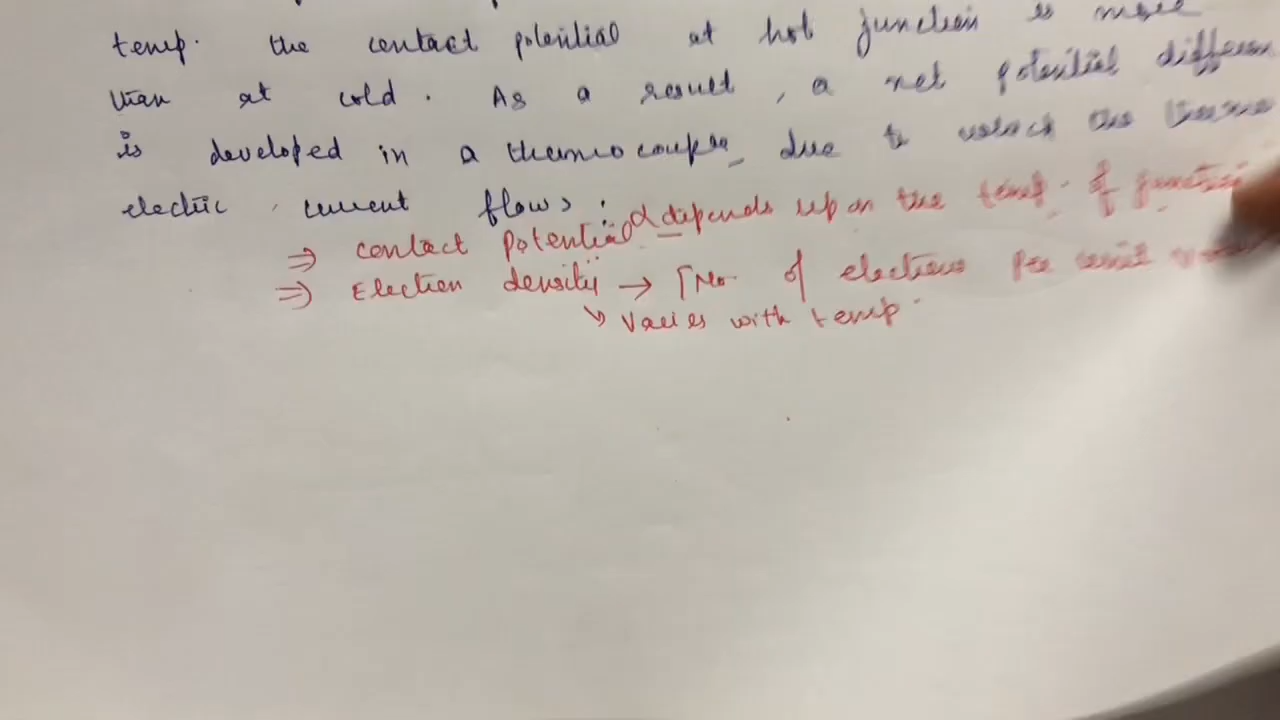 temp. the contact potential at hot junction is more
than at cold. As a result, a net potential differen
is developed in a thermocouple, due to which the thermo
electric current flows.
⇒ contact potential depends upon the temp. of junction
⇒ Electron density → [No. of electrons per unit
↳ varies with temp.